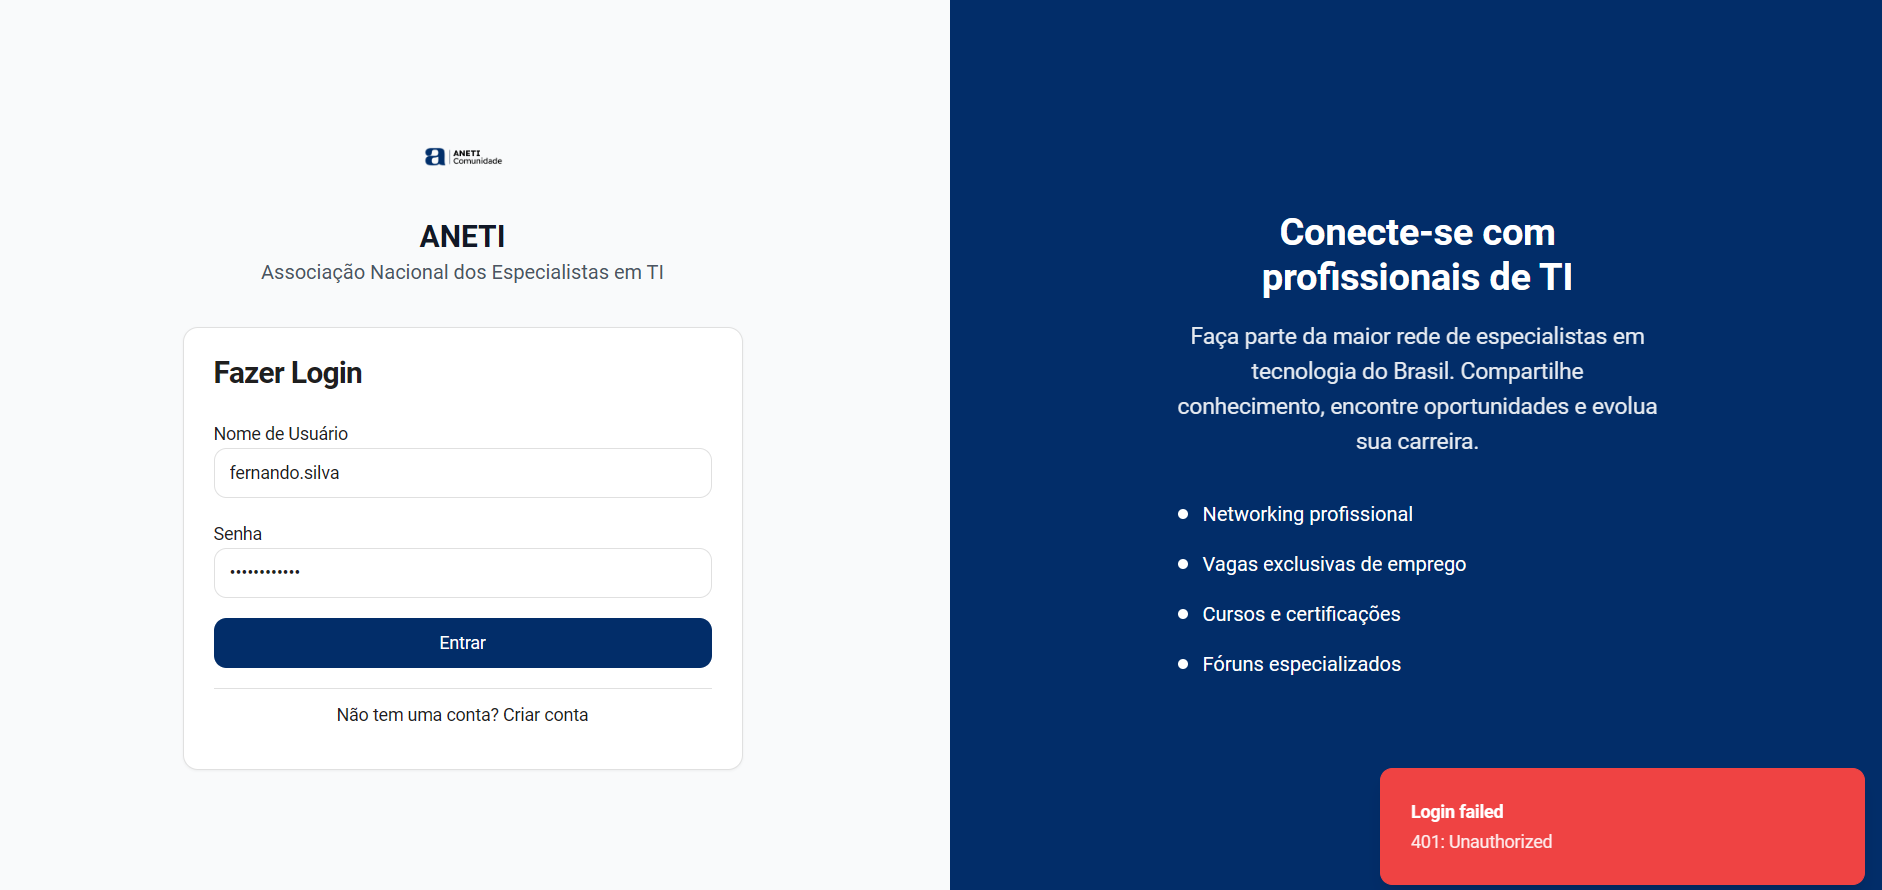 ANETI
Comunidade
ANETI
Associação Nacional dos Especialistas em TI
Fazer Login
Nome de Usuário
fernando.silva
Senha
••••••••••••
Entrar
Não tem uma conta? Criar conta
Conecte-se com
profissionais de TI
Faça parte da maior rede de especialistas em
tecnologia do Brasil. Compartilhe
conhecimento, encontre oportunidades e evolua
sua carreira.
Networking profissional
Vagas exclusivas de emprego
Cursos e certificações
Fóruns especializados
Login failed
401: Unauthorized